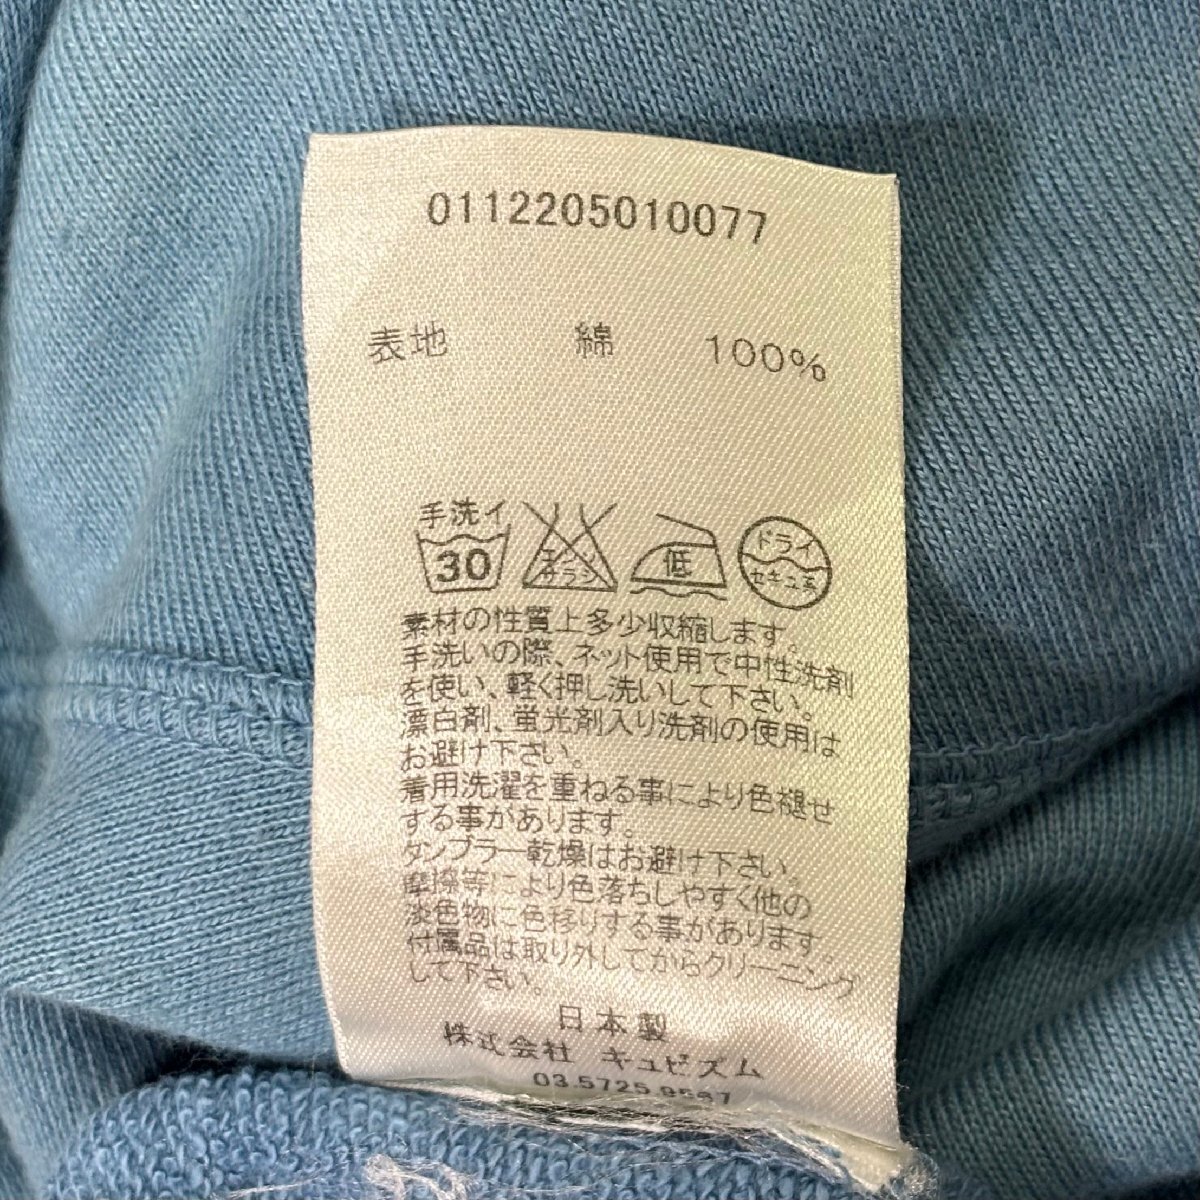 0112205010077
表地 綿 100%
手洗イ
30 エンソ サラシ 低 ドライ セキユ系
素材の性質上多少収縮します。
手洗いの際、ネット使用で中性洗剤
を使い、軽く押し洗いして下さい。
漂白剤、蛍光剤入り洗剤の使用は
お避け下さい。
着用洗濯を重ねる事により色褪せ
する事があります。
タンブラー乾燥はお避け下さい。
摩擦等により色落ちしやすく他の
淡色物に色移りする事があります。
付属品は取り外してからクリーニング
して下さい。
日本製
株式会社 キュビズム
03.5725.9567